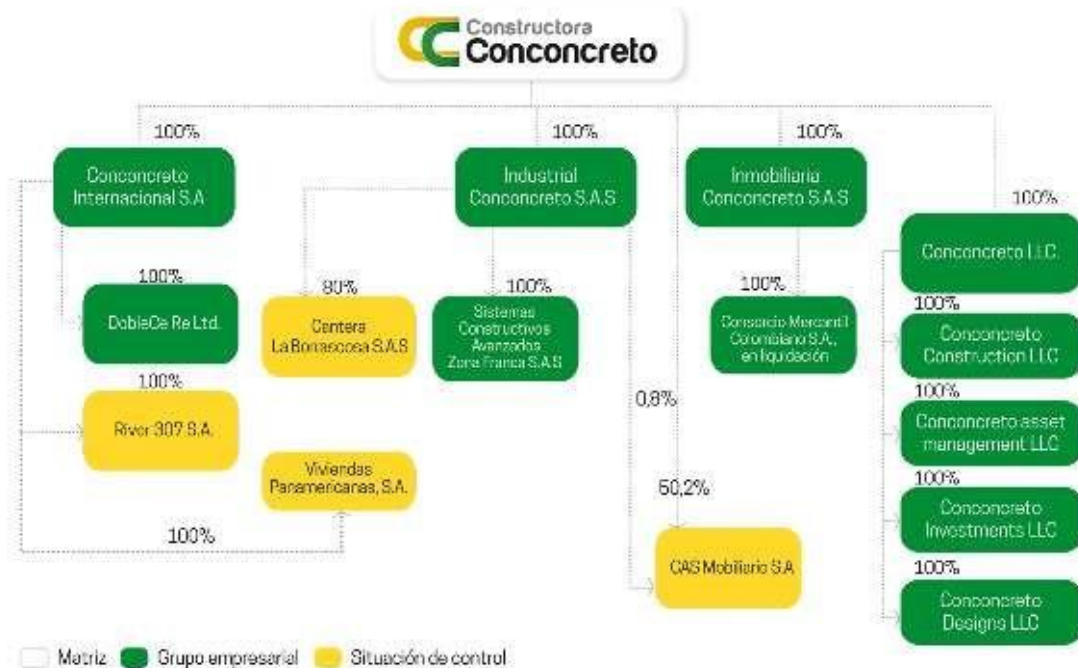 Constructora
Conconcreto
100%
100%
100%
100%
Conconcreto
Internacional S.A
Industrial
Conconcreto S.A.S
Inmobiliaria
Conconcreto S.A.S
Conconcreto LLC.
100%
DobleCe Re Ltd.
80%
Cantera
La Borrascosa S.A.S
100%
Sistemas
Constructivos
Avanzados
Zona Franca S.A.S
100%
Consorcio Mercantil
Colombiano S.A.,
en liquidación
100%
Conconcreto
Construction LLC
100%
River 307 S.A.
Viviendas
Panamericanas, S.A.
100%
0,8%
100%
Conconcreto asset
management LLC
CAS Mobiliario S.A
100%
Conconcreto
Investments LLC
100%
Conconcreto
Designs LLC
Matriz
Grupo empresarial
Situación de control